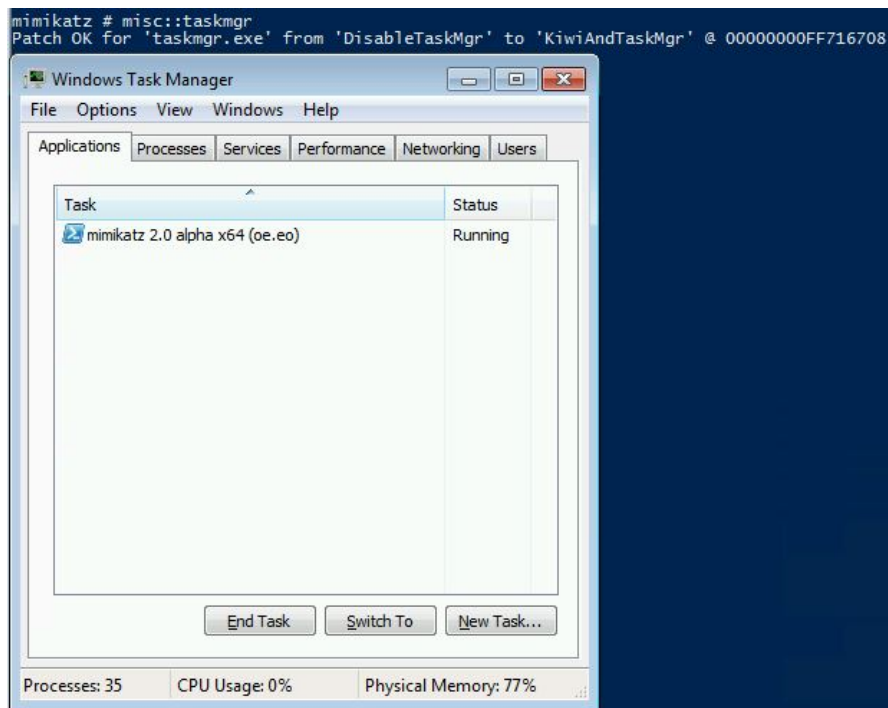 mimikatz # misc::taskmgr
Patch OK for 'taskmgr.exe' from 'DisableTaskMgr' to 'KiwiAndTaskMgr' @ 00000000FF716708
Windows Task Manager
File Options View Windows Help
Applications Processes Services Performance Networking Users
Task Status
mimikatz 2.0 alpha x64 (oe.eo) Running
End Task Switch To New Task...
Processes: 35 CPU Usage: 0% Physical Memory: 77%